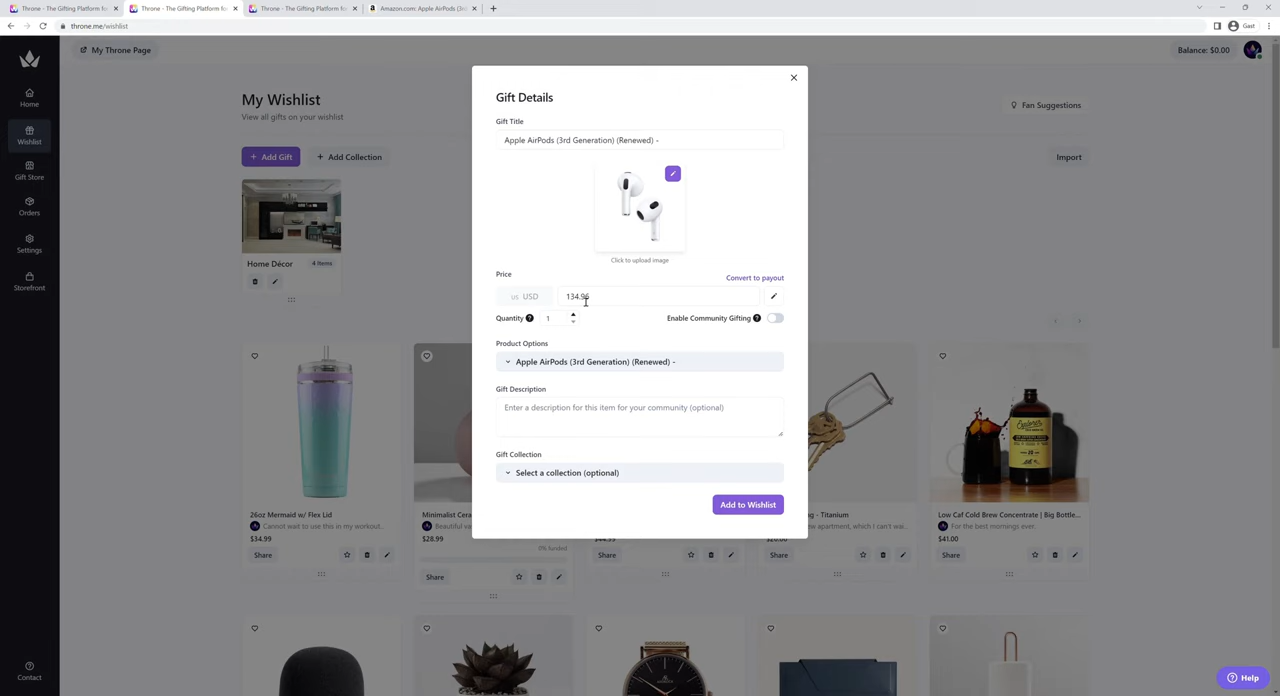 Throne - The Gifting Platform for
Throne - The Gifting Platform for
Throne - The Gifting Platform for
Amazon.com: Apple AirPods (3rd
throne.me/wishlist
Gast
My Throne Page
Balance: $0.00
Home
Wishlist
Gift Store
Orders
Settings
Storefront
Contact
My Wishlist
View all gifts on your wishlist
Fan Suggestions
+ Add Gift
+ Add Collection
Import
Home Décor
4 Items
Gift Details
Gift Title
Apple AirPods (3rd Generation) (Renewed) -
Click to upload image
Price
Convert to payout
us USD
134.96
Quantity
1
Enable Community Gifting
Product Options
Apple AirPods (3rd Generation) (Renewed) -
Gift Description
Enter a description for this item for your community (optional)
Gift Collection
Select a collection (optional)
Add to Wishlist
26oz Mermaid w/ Flex Lid
Cannot wait to use this in my workout...
$34.99
Share
Minimalist Cera
Beautiful va
$28.99
0% funded
Share
$44.99
Share
g - Titanium
w apartment, which I can't wai...
$20.00
Share
Low Caf Cold Brew Concentrate | Big Bottle...
For the best mornings ever.
$41.00
Share
Help